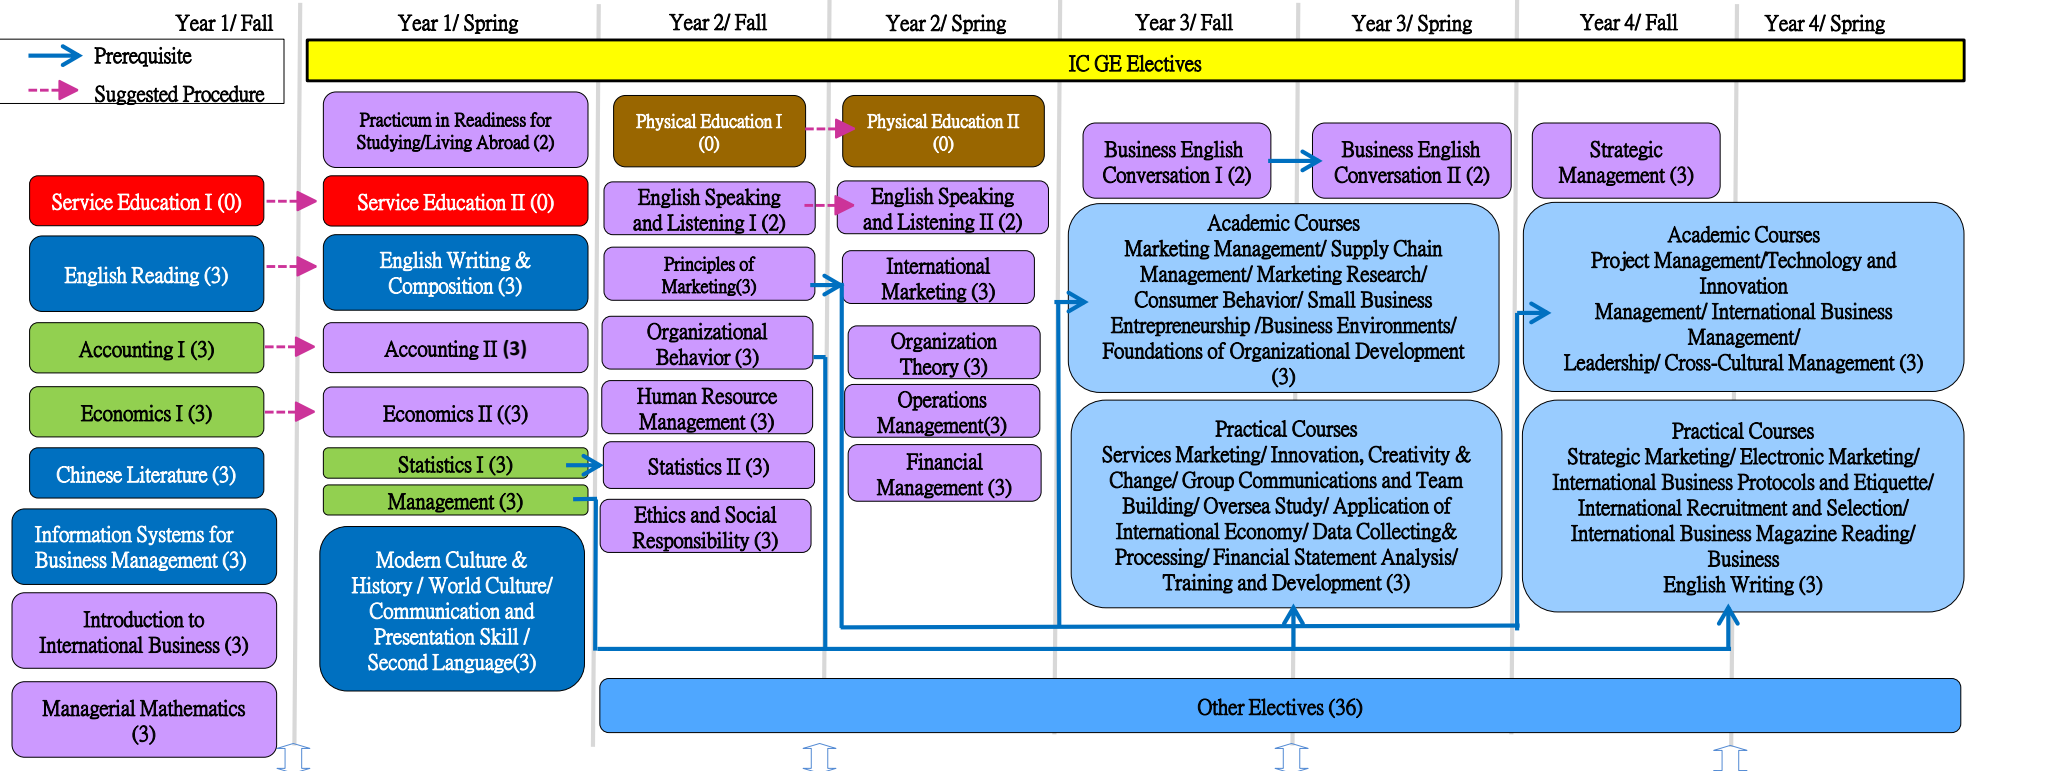 Year 1/ Fall
Year 1/ Spring
Year 2/ Fall
Year 2/ Spring
Year 3/ Fall
Year 3/ Spring
Year 4/ Fall
Year 4/ Spring
Prerequisite
Suggested Procedure
IC GE Electives
Service Education I (0)
English Reading (3)
Accounting I (3)
Economics I (3)
Chinese Literature (3)
Information Systems for
Business Management (3)
Introduction to
International Business (3)
Managerial Mathematics
(3)
Practicum in Readiness for
Studying/Living Abroad (2)
Service Education II (0)
English Writing &
Composition (3)
Accounting II (3)
Economics II ((3)
Statistics I (3)
Management (3)
Modern Culture &
History / World Culture/
Communication and
Presentation Skill /
Second Language(3)
Physical Education I
(0)
English Speaking
and Listening I (2)
Principles of
Marketing(3)
Organizational
Behavior (3)
Human Resource
Management (3)
Statistics II (3)
Ethics and Social
Responsibility (3)
Physical Education II
(0)
English Speaking
and Listening II (2)
International
Marketing (3)
Organization
Theory (3)
Operations
Management(3)
Financial
Management (3)
Business English
Conversation I (2)
Business English
Conversation II (2)
Academic Courses
Marketing Management/ Supply Chain
Management/ Marketing Research/
Consumer Behavior/ Small Business
Entrepreneurship /Business Environments/
Foundations of Organizational Development
(3)
Practical Courses
Services Marketing/ Innovation, Creativity &
Change/ Group Communications and Team
Building/ Oversea Study/ Application of
International Economy/ Data Collecting&
Processing/ Financial Statement Analysis/
Training and Development (3)
Strategic
Management (3)
Academic Courses
Project Management/Technology and
Innovation
Management/ International Business
Management/
Leadership/ Cross-Cultural Management (3)
Practical Courses
Strategic Marketing/ Electronic Marketing/
International Business Protocols and Etiquette/
International Recruitment and Selection/
International Business Magazine Reading/
Business
English Writing (3)
Other Electives (36)